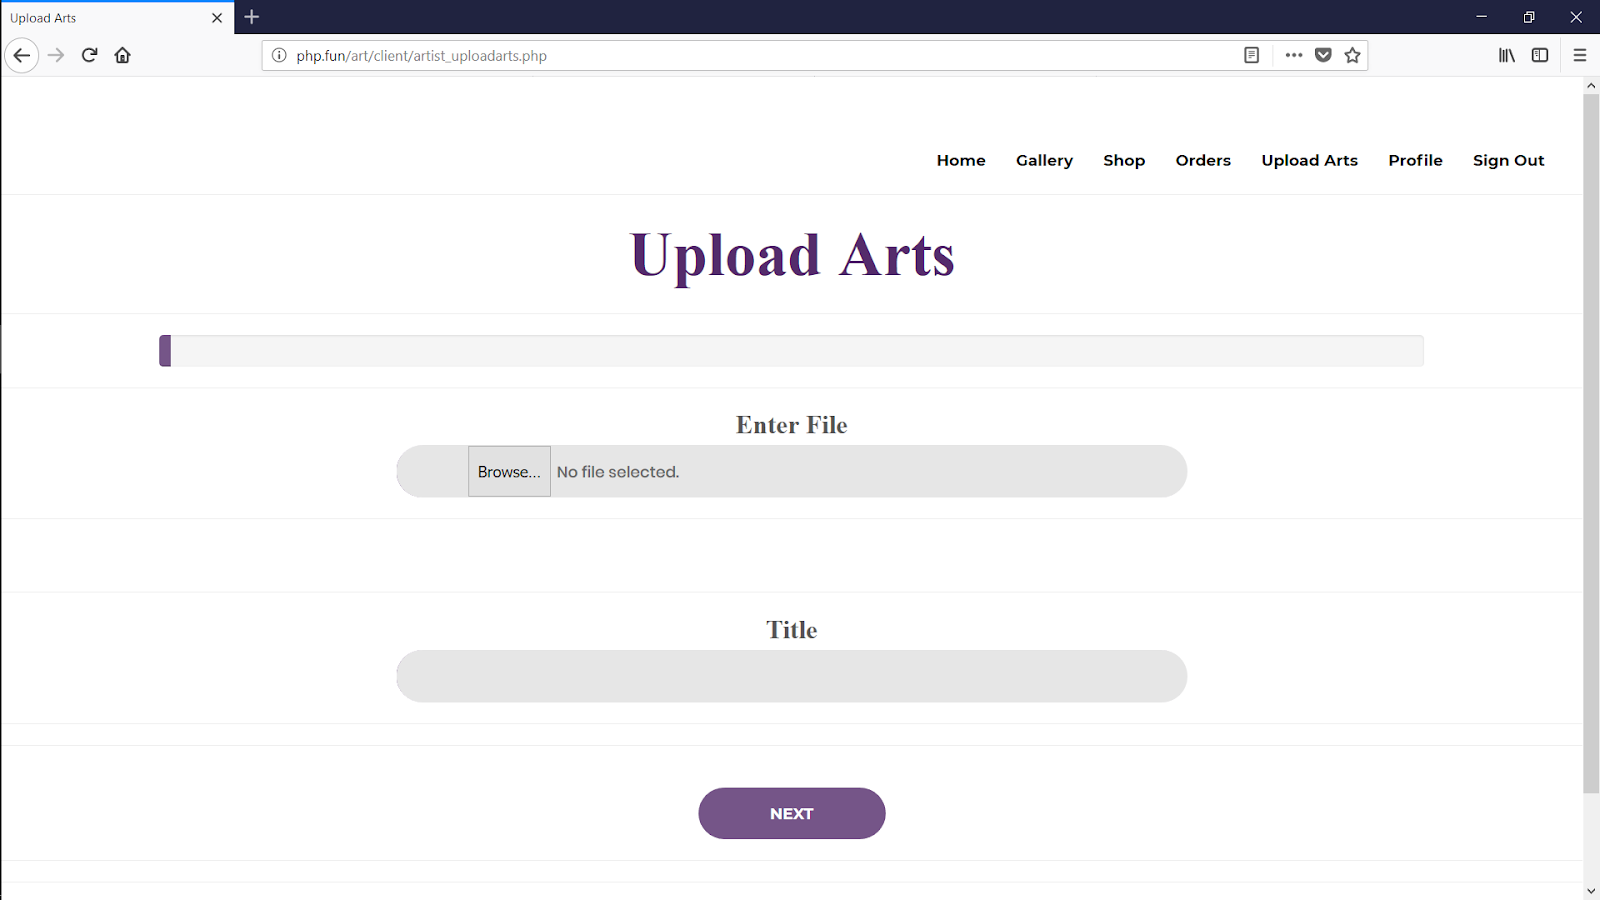 Upload Arts
php.fun/art/client/artist_uploadarts.php
Home Gallery Shop Orders Upload Arts Profile Sign Out
Upload Arts
Enter File
Browse... No file selected.
Title
NEXT